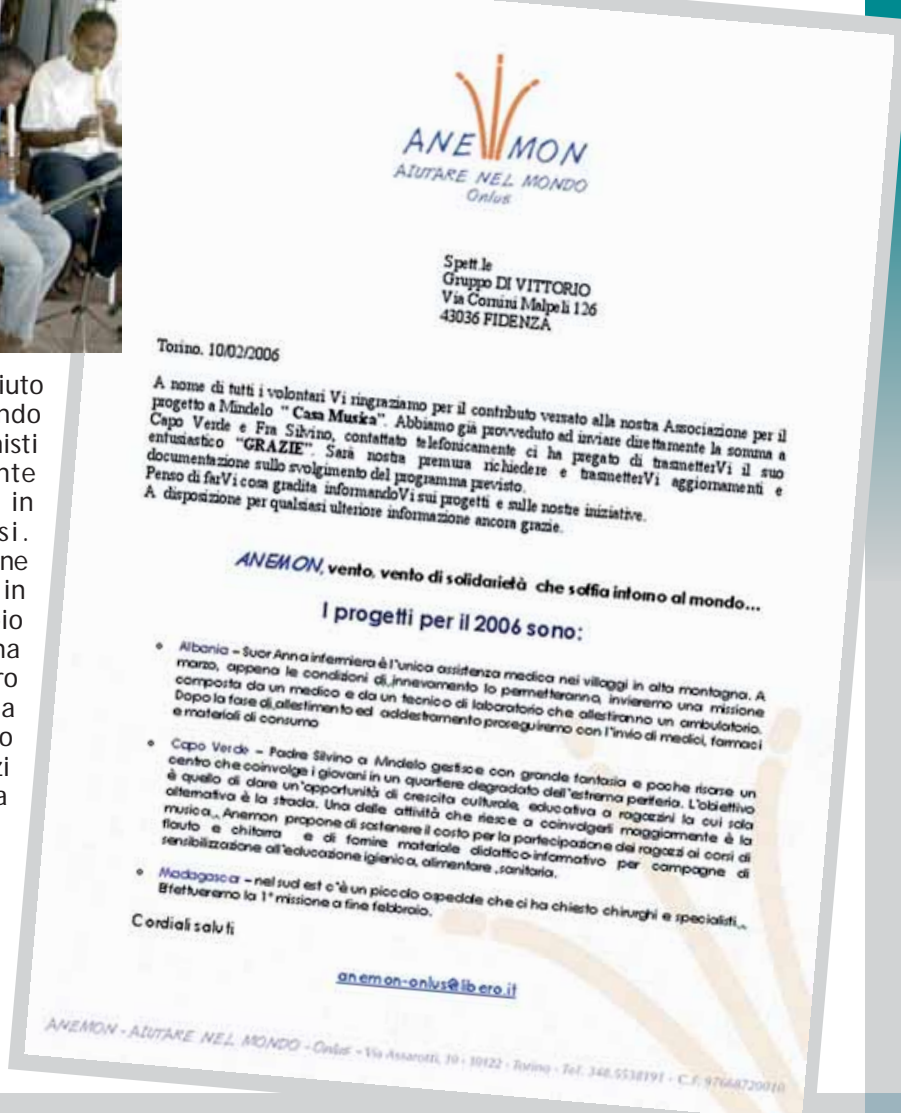 iuto
ndo
nisti
nte
in
si.
ne
in
io
na
ro
a
o
zi
a
ANEMON
AIUTARE NEL MONDO
Onlus
Spett.le
Gruppo DI VITTORIO
Via Comini Malpeli 126
43036 FIDENZA
Torino, 10/02/2006
A nome di tutti i volontari Vi ringraziamo per il contributo versato alla nostra Associazione per il
progetto a Mindelo " Casa Musica". Abbiamo già provveduto ad inviare direttamente la somma a
Capo Verde e Fra Silvino, contattato telefonicamente ci ha pregato di trasmetterVi il suo
entusiastico "GRAZIE". Sarà nostra premura richiedere e trasmetterVi aggiornamenti e
documentazione sullo svolgimento del programma previsto.
Penso di farVi cosa gradita informandoVi sui progetti e sulle nostre iniziative.
A disposizione per qualsiasi ulteriore informazione ancora grazie.
ANEMON, vento, vento di solidarietà che soffia intorno al mondo...
I progetti per il 2006 sono:
• Albania – Suor Anna infermiera è l'unica assistenza medica nei villaggi in alta montagna. A
marzo, appena le condizioni di innevamento lo permetteranno, invieremo una missione
composta da un medico e da un tecnico di laboratorio che allestiranno un ambulatorio.
Dopo la fase di allestimento ed addestramento proseguiremo con l'invio di medici, farmaci
e materiali di consumo
• Capo Verde – Padre Silvino a Mindelo gestisce con grande fantasia e poche risorse un
centro che coinvolge i giovani in un quartiere degradato dell'estrema periferia. L'obiettivo
è quello di dare un'opportunità di crescita culturale, educativa a ragazzini la cui sola
alternativa è la strada. Una delle attività che riesce a coinvolgerli maggiormente è la
musica.. Anemon propone di sostenere il costo per la partecipazione dei ragazzi ai corsi di
flauto e chitarra e di fornire materiale didattico-informativo per campagne di
sensibilizzazione all'educazione igienica, alimentare ,sanitaria.
• Madagascar – nel sud est c'è un piccolo ospedale che ci ha chiesto chirurghi e specialisti..
Effettueremo la 1° missione a fine febbraio.
Cordiali saluti
anemon-onlus@libero.it
ANEMON - AIUTARE NEL MONDO - Onlus - Via Assarotti, 10 - 10122 - Torino - Tel. 348.5538191 - C.F. 97668720010